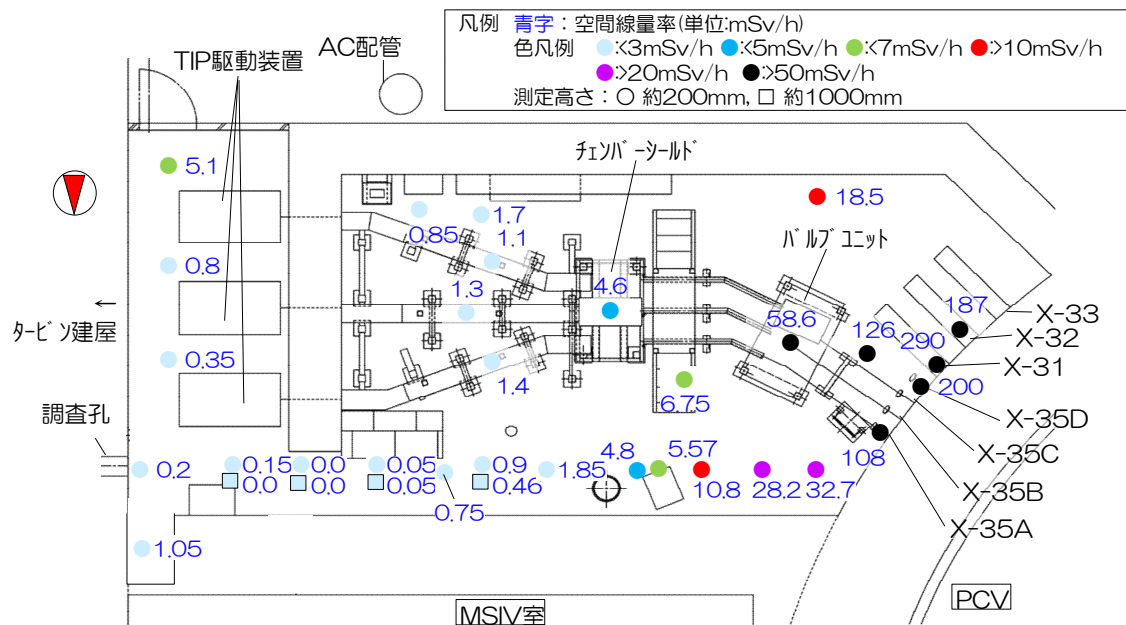 凡例 青字：空間線量率(単位:mSv/h)
色凡例 :<3mSv/h :<5mSv/h :<7mSv/h :>10mSv/h
:>20mSv/h :>50mSv/h
測定高さ：○ 約200mm, □ 約1000mm
AC配管
TIP駆動装置
ﾁｪﾝﾊﾞｰｼｰﾙﾄﾞ
5.1
18.5
1.7
0.85
1.1
ﾊﾞﾙﾌﾞﾕﾆｯﾄ
0.8
4.6
1.3
←
ﾀｰﾋﾞﾝ建屋
58.6
126
187
290
X-33
X-32
X-31
0.35
1.4
6.75
200
X-35D
調査孔
108
X-35C
0.2
0.15
0.0
0.05
0.9
1.85
4.8
5.57
0.0
0.0
0.05
0.46
10.8
28.2
32.7
X-35B
0.75
X-35A
1.05
MSIV室
PCV